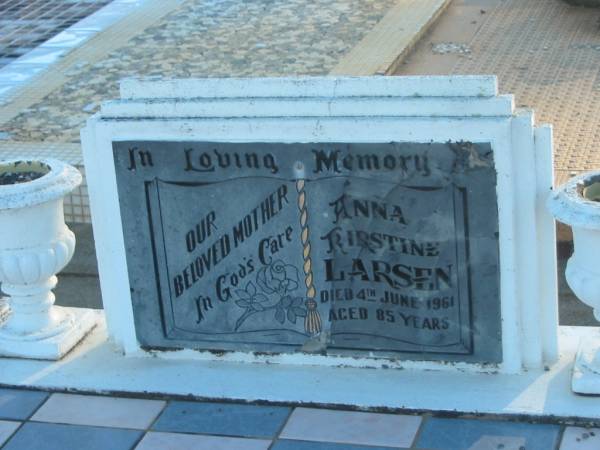 In Loving Memory
OUR
BELOVED MOTHER
In God's Care
ANNA
KIRSTINE
LARSEN
DIED 4TH JUNE 1961
AGED 85 YEARS